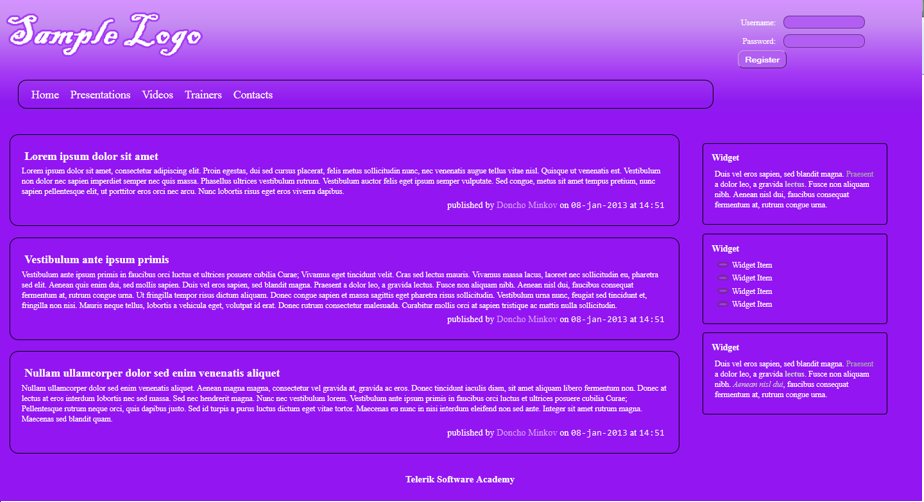 Sample Logo
Username:
Password:
Register
Home Presentations Videos Trainers Contacts
Lorem ipsum dolor sit amet
Lorem ipsum dolor sit amet, consectetur adipiscing elit. Proin egestas, dui sed cursus placerat, felis metus sollicitudin nunc, nec venenatis augue tellus vitae nisl. Quisque ut venenatis est. Vestibulum
non dolor nec sapien imperdiet semper nec quis massa. Phasellus ultrices vestibulum rutrum. Vestibulum auctor felis eget ipsum semper vulputate. Sed congue, metus sit amet tempus pretium, nunc
sapien pellentesque elit, ut porttitor eros orci nec arcu. Nunc lobortis risus eget eros viverra dapibus.
published by Doncho Minkov on 08-jan-2013 at 14:51
Vestibulum ante ipsum primis
Vestibulum ante ipsum primis in faucibus orci luctus et ultrices posuere cubilia Curae; Vivamus eget tincidunt velit. Cras sed lectus mauris. Vivamus massa lacus, laoreet nec sollicitudin eu, pharetra
sed elit. Aenean quis enim dui, sed mollis sapien. Duis vel eros sapien, sed blandit magna. Praesent a dolor leo, a gravida lectus. Fusce non aliquam nibh. Aenean nisl dui, faucibus consequat
fermentum at, rutrum congue urna. Ut fringilla tempor risus dictum aliquam. Donec congue sapien et massa sagittis eget pharetra risus sollicitudin. Vestibulum urna nunc, feugiat sed tincidunt et,
fringilla non nisi. Mauris neque tellus, lobortis a vehicula eget, volutpat id erat. Donec rutrum consectetur malesuada. Curabitur mollis orci at sapien tristique ac mattis nulla sollicitudin.
published by Doncho Minkov on 08-jan-2013 at 14:51
Nullam ullamcorper dolor sed enim venenatis aliquet
Nullam ullamcorper dolor sed enim venenatis aliquet. Aenean magna magna, consectetur vel gravida at, gravida ac eros. Donec tincidunt iaculis diam, sit amet aliquam libero fermentum non. Donec at
lectus at eros interdum lobortis nec sed massa. Sed nec hendrerit magna. Nunc nec vestibulum lorem. Vestibulum ante ipsum primis in faucibus orci luctus et ultrices posuere cubilia Curae;
Pellentesque rutrum neque orci, quis dapibus justo. Sed id turpis a purus luctus dictum eget vitae tortor. Maecenas eu nunc in nisi interdum eleifend non sed ante. Integer sit amet rutrum magna.
Maecenas sed blandit quam.
published by Doncho Minkov on 08-jan-2013 at 14:51
Widget
Duis vel eros sapien, sed blandit magna. Praesent
a dolor leo, a gravida lectus. Fusce non aliquam
nibh. Aenean nisl dui, faucibus consequat
fermentum at, rutrum congue urna.
Widget
Widget Item
Widget Item
Widget Item
Widget Item
Widget
Duis vel eros sapien, sed blandit magna. Praesent
a dolor leo, a gravida lectus. Fusce non aliquam
nibh. Aenean nisl dui, faucibus consequat
fermentum at, rutrum congue urna.
Telerik Software Academy